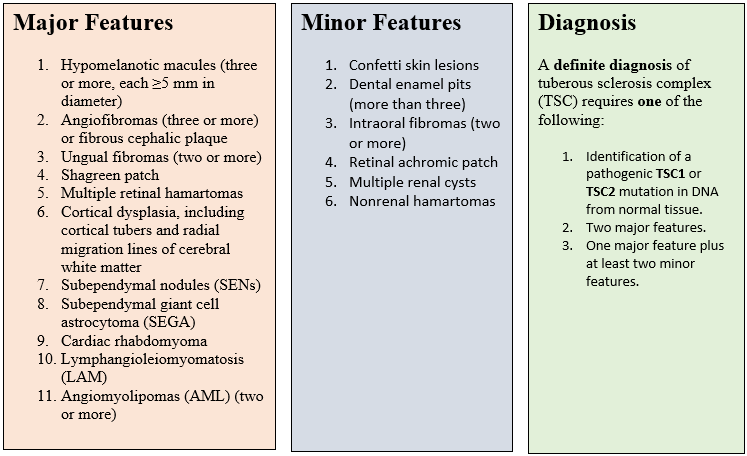 Major Features
1. Hypomelanotic macules (three
or more, each ≥5 mm in
diameter)
2. Angiofibromas (three or more)
or fibrous cephalic plaque
3. Ungual fibromas (two or more)
4. Shagreen patch
5. Multiple retinal hamartomas
6. Cortical dysplasia, including
cortical tubers and radial
migration lines of cerebral
white matter
7. Subependymal nodules (SENs)
8. Subependymal giant cell
astrocytoma (SEGA)
9. Cardiac rhabdomyoma
10. Lymphangioleiomyomatosis
(LAM)
11. Angiomyolipomas (AML) (two
or more)
Minor Features
1. Confetti skin lesions
2. Dental enamel pits
(more than three)
3. Intraoral fibromas (two
or more)
4. Retinal achromic patch
5. Multiple renal cysts
6. Nonrenal hamartomas
Diagnosis
A definite diagnosis of
tuberous sclerosis complex
(TSC) requires one of the
following:
1. Identification of a
pathogenic TSC1 or
TSC2 mutation in DNA
from normal tissue.
2. Two major features.
3. One major feature plus
at least two minor
features.